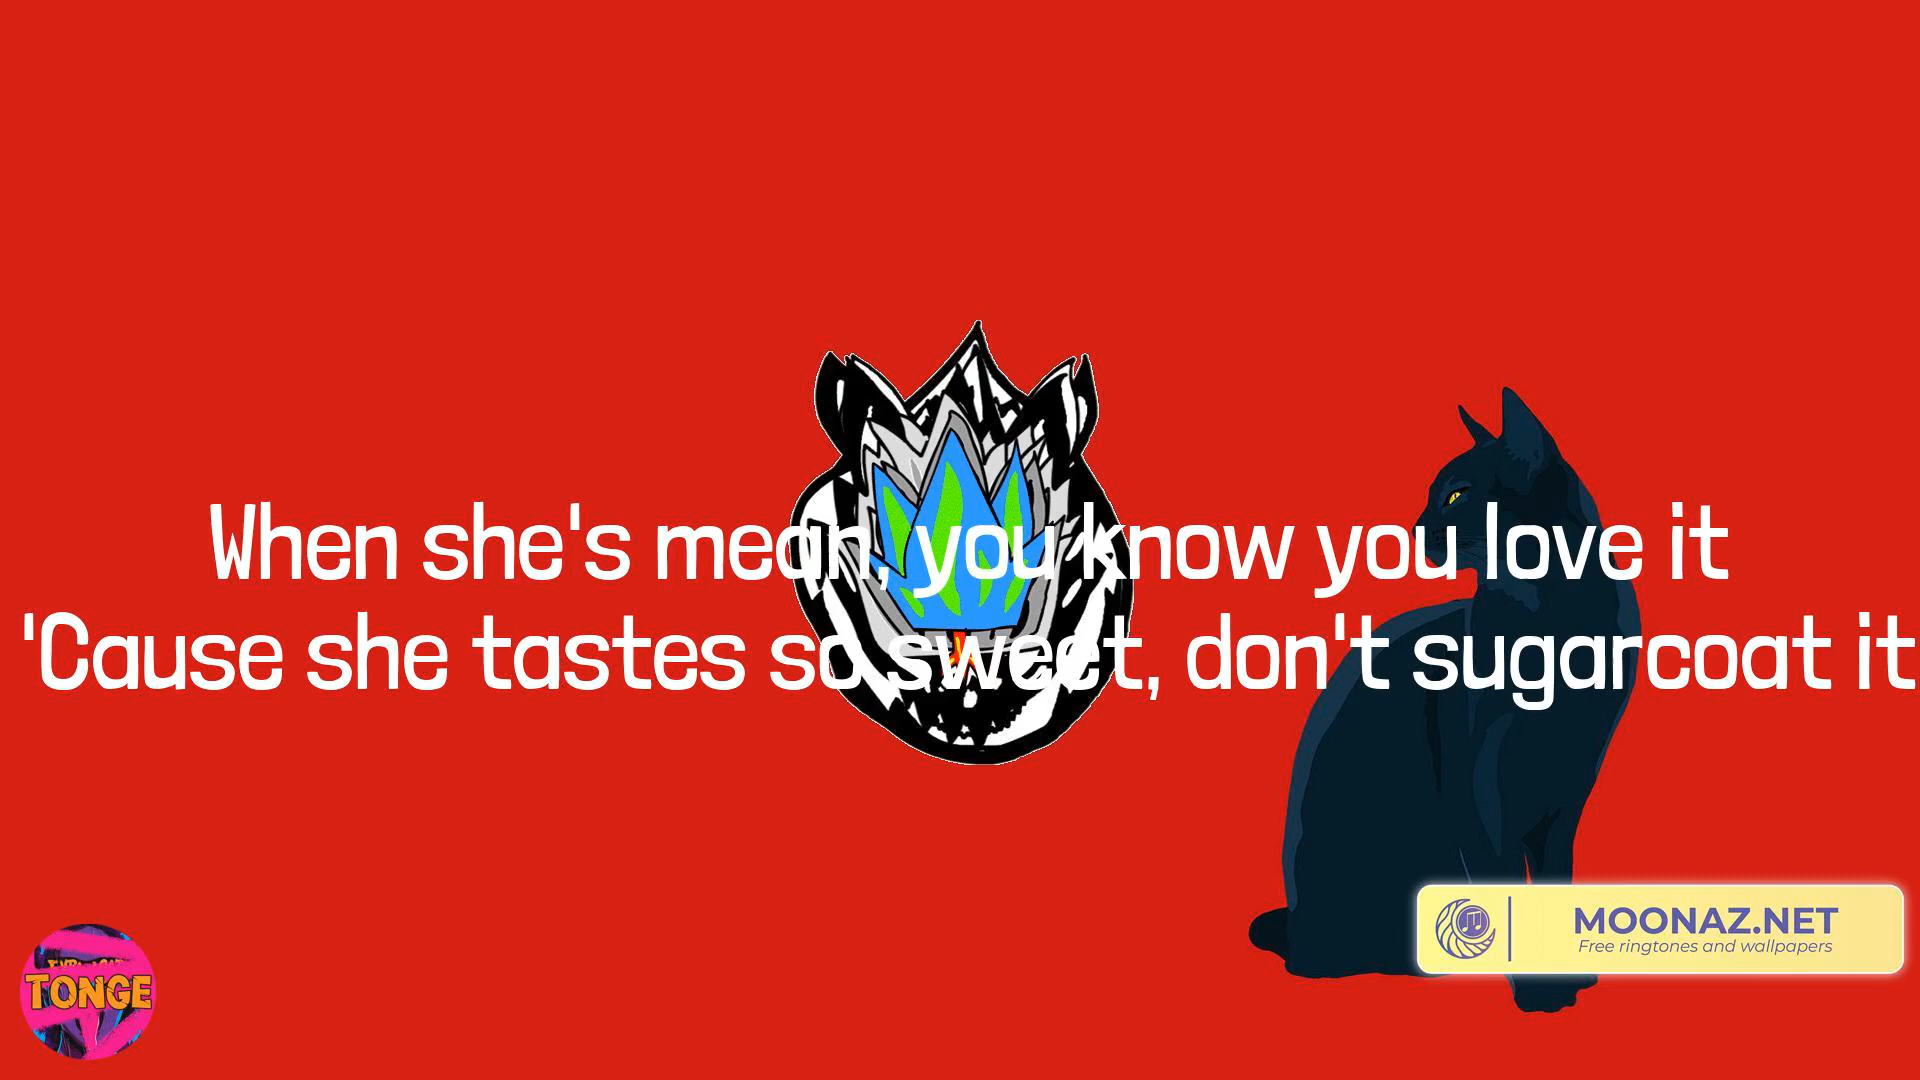 When she's mean, you know you love it
'Cause she tastes so sweet, don't sugarcoat it
MOONAZ.NET
Free ringtones and wallpapers
TONGE